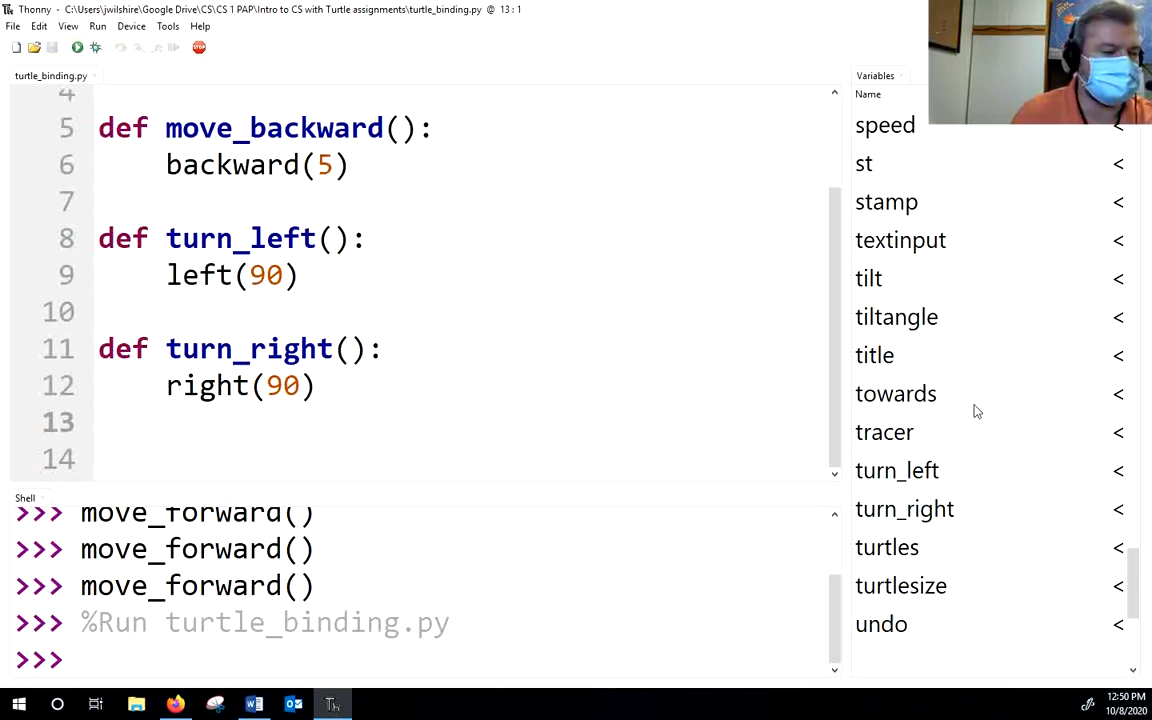 Thonny - C:\Users\jwilshire\Google Drive\CS\CS 1 PAP\Intro to CS with Turtle assignments\turtle_binding.py @ 13 : 1
File Edit View Run Device Tools Help
STOP
turtle_binding.py
4
5 def move_backward():
6 backward(5)
7
8 def turn_left():
9 left(90)
10
11 def turn_right():
12 right(90)
13
14
Shell
>>> move_forward()
>>> move_forward()
>>> move_forward()
>>> %Run turtle_binding.py
>>>
Variables
Name
speed <
st <
stamp <
textinput <
tilt <
tiltangle <
title <
towards <
tracer <
turn_left <
turn_right <
turtles <
turtlesize <
undo <
12:50 PM
10/8/2020